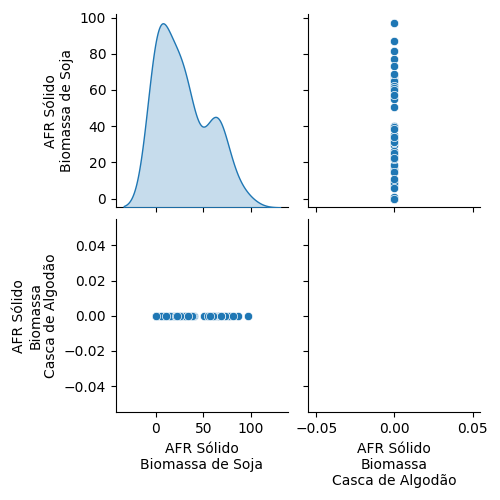 100
80
60
40
20
0
AFR Sólido
Biomassa de Soja
0.04
0.02
0.00
−0.02
−0.04
AFR Sólido
Biomassa
Casca de Algodão
0
50
100
AFR Sólido
Biomassa de Soja
−0.05
0.00
0.05
AFR Sólido
Biomassa
Casca de Algodão